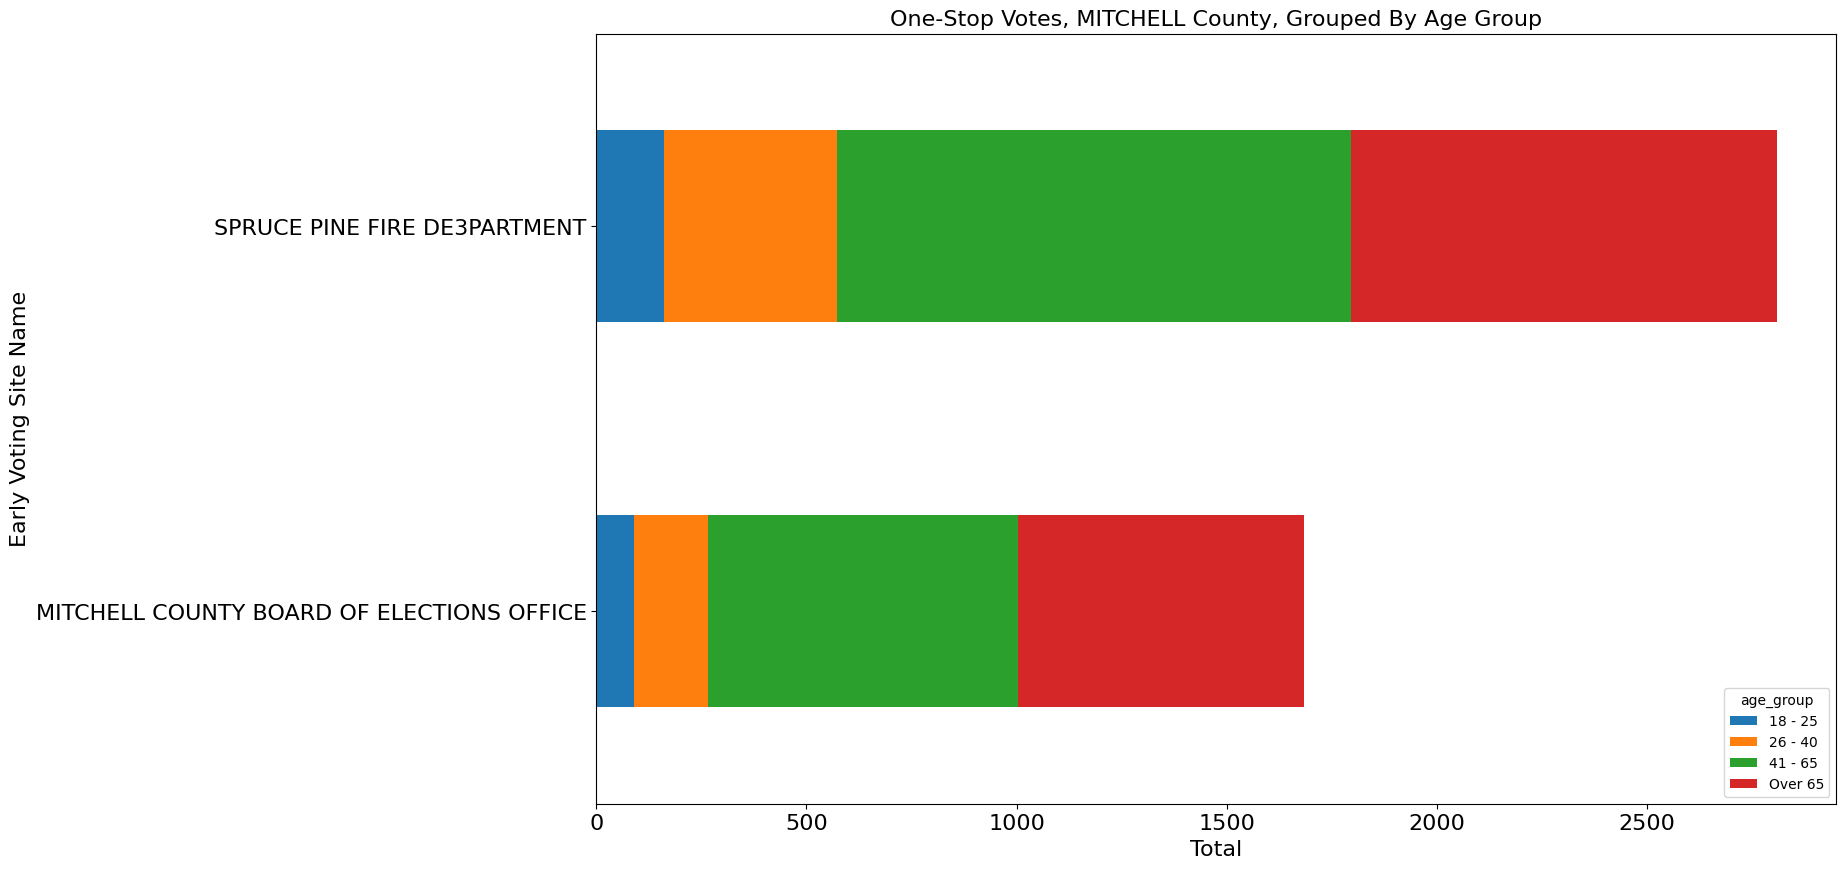 One-Stop Votes, MITCHELL County, Grouped By Age Group
Early Voting Site Name
SPRUCE PINE FIRE DE3PARTMENT
MITCHELL COUNTY BOARD OF ELECTIONS OFFICE
age_group
18 - 25
26 - 40
41 - 65
Over 65
0 500 1000 1500 2000 2500
Total